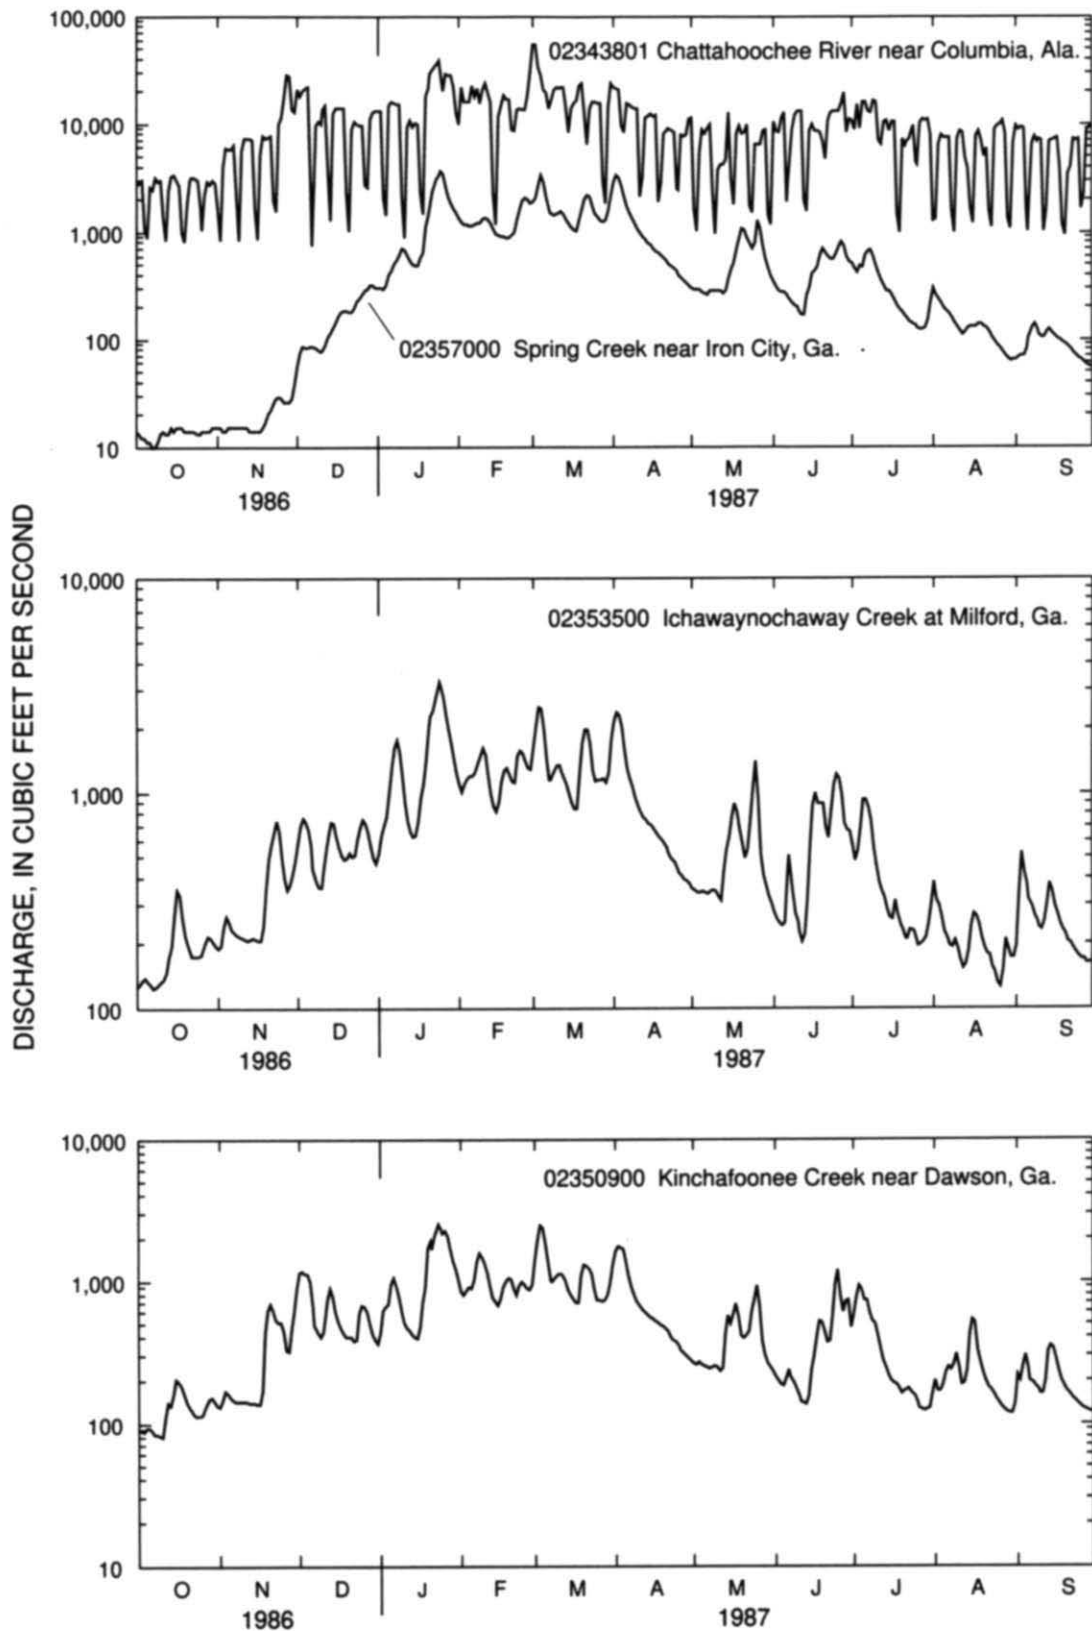 DISCHARGE, IN CUBIC FEET PER SECOND
100,000
10,000
1,000
100
10
02343801 Chattahoochee River near Columbia, Ala.
02357000 Spring Creek near Iron City, Ga.
O N D J F M A M J J A S
1986 1987
10,000
1,000
100
02353500 Ichawaynochaway Creek at Milford, Ga.
O N D J F M A M J J A S
1986 1987
10,000
1,000
100
10
02350900 Kinchafoonee Creek near Dawson, Ga.
O N D J F M A M J J A S
1986 1987